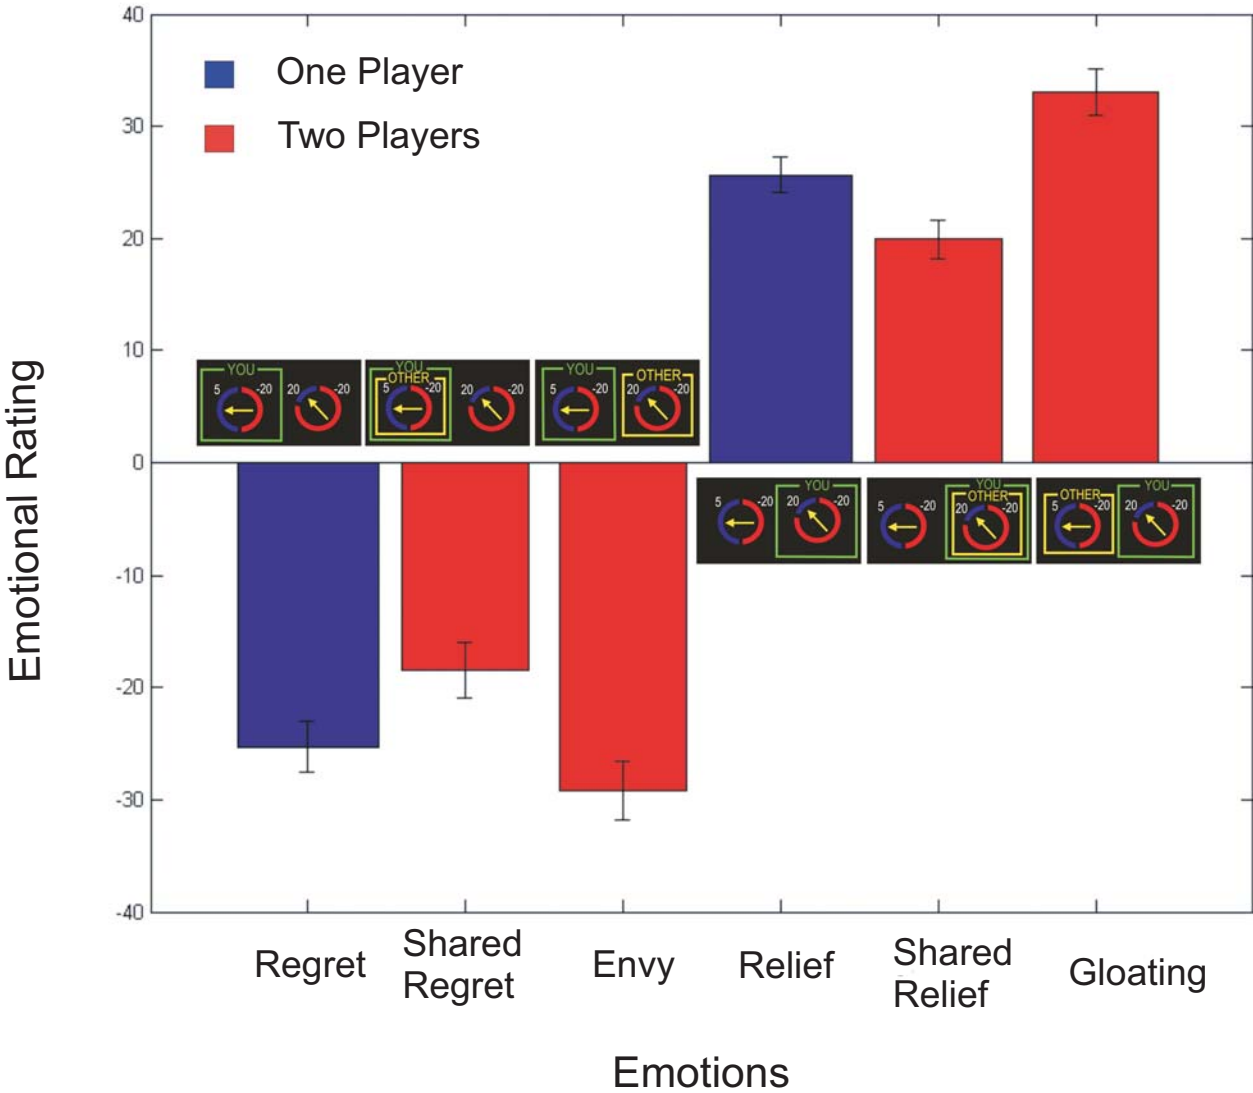 40
One Player
Two Players
30
20
10
0
-10
-20
-30
-40
Emotional Rating
YOU
5 -20 20 -20
YOU
OTHER
5 -20 20 -20
YOU OTHER
5 -20 20 -20
YOU
5 -20 20 -20
YOU
OTHER
5 -20 20 -20
OTHER YOU
5 -20 20 -20
Regret
Shared
Regret
Envy
Relief
Shared
Relief
Gloating
Emotions